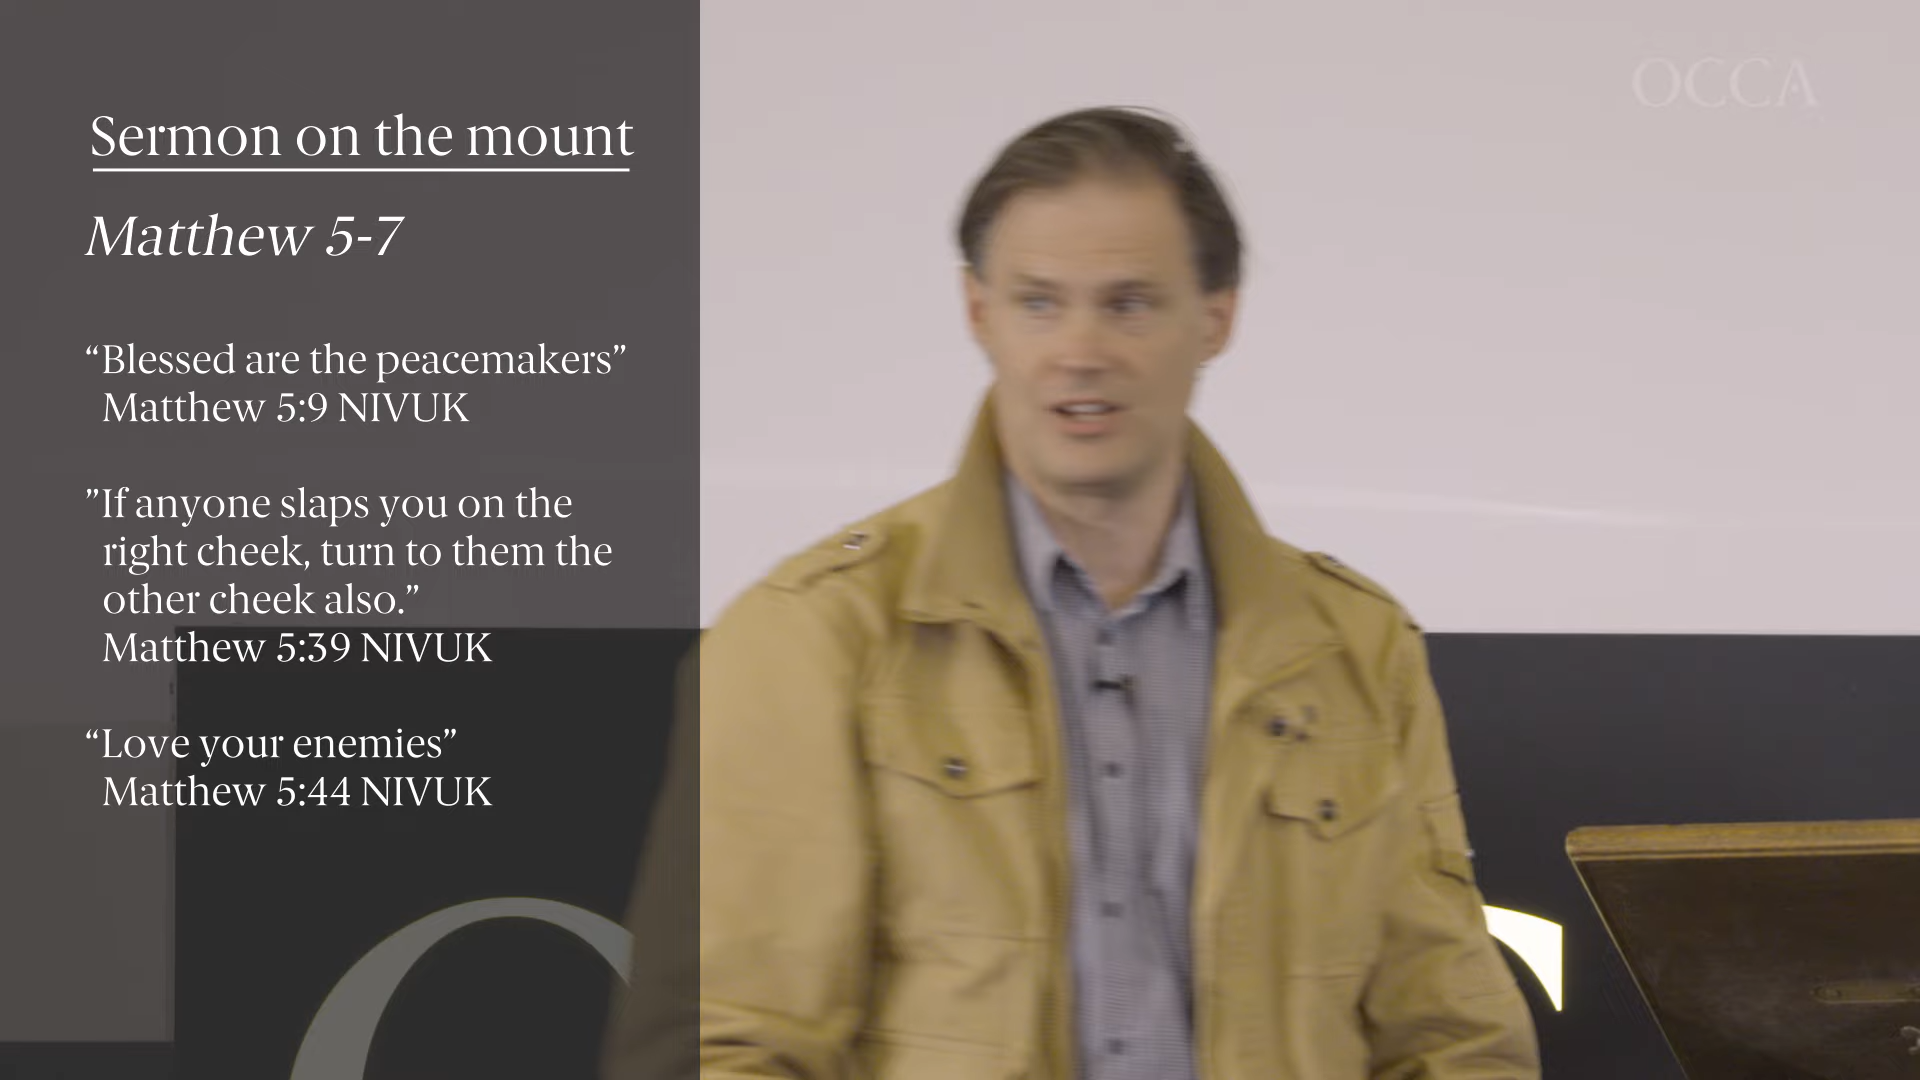 OCCA
Sermon on the mount
Matthew 5-7
“Blessed are the peacemakers”
Matthew 5:9 NIVUK
”If anyone slaps you on the
right cheek, turn to them the
other cheek also.”
Matthew 5:39 NIVUK
“Love your enemies”
Matthew 5:44 NIVUK